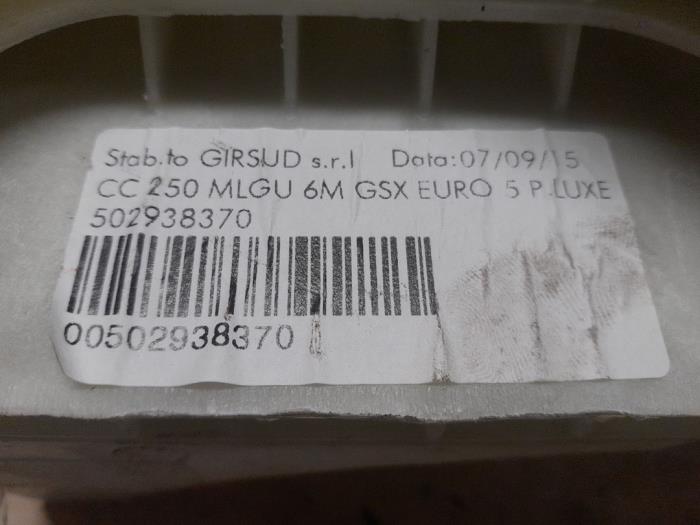 Stab.to GIRSUD s.r.l Data:07/09/15
CC 250 MLGU 6M GSX EURO 5 P.LUXE
502938370
00502938370